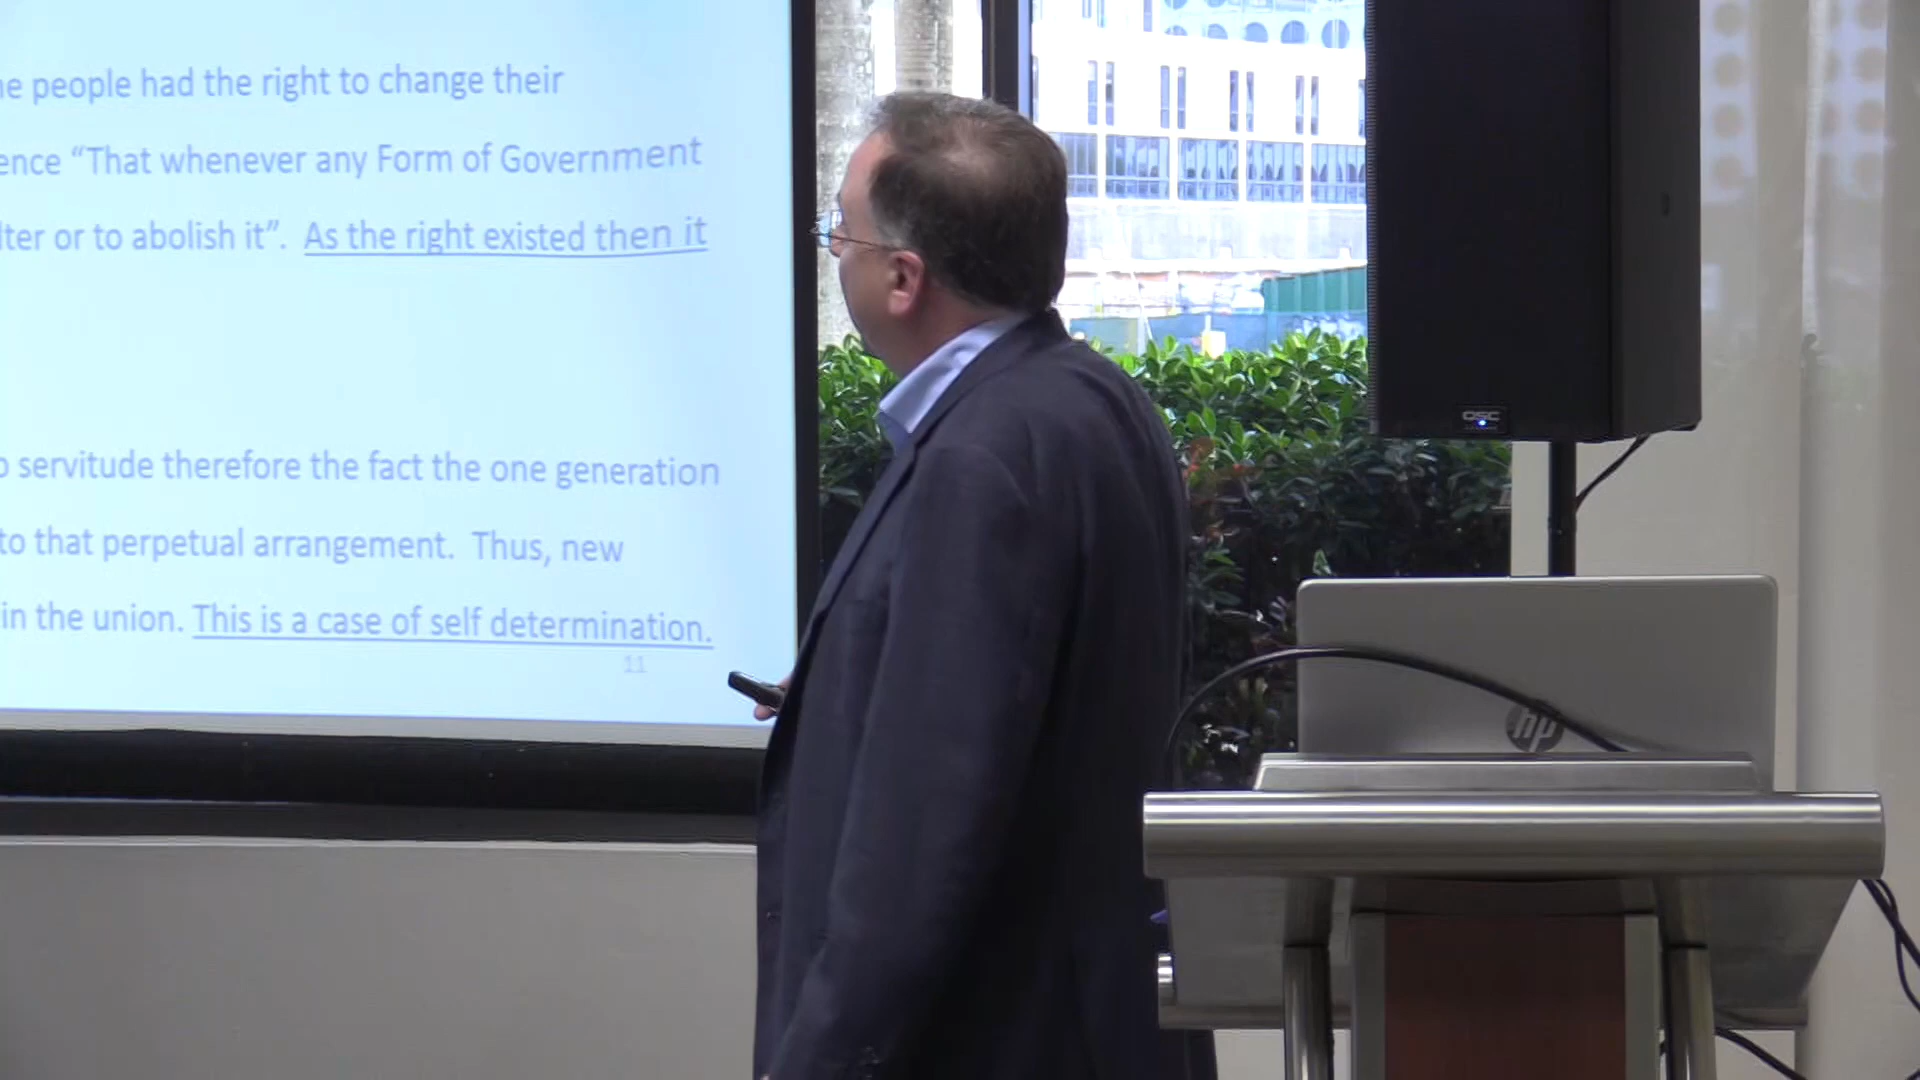 people had the right to change their
“That whenever any Form of Government
or to abolish it”. As the right existed then it
servitude therefore the fact the one generation
to that perpetual arrangement. Thus, new
in the union. This is a case of self determination.
11
QSC
hp